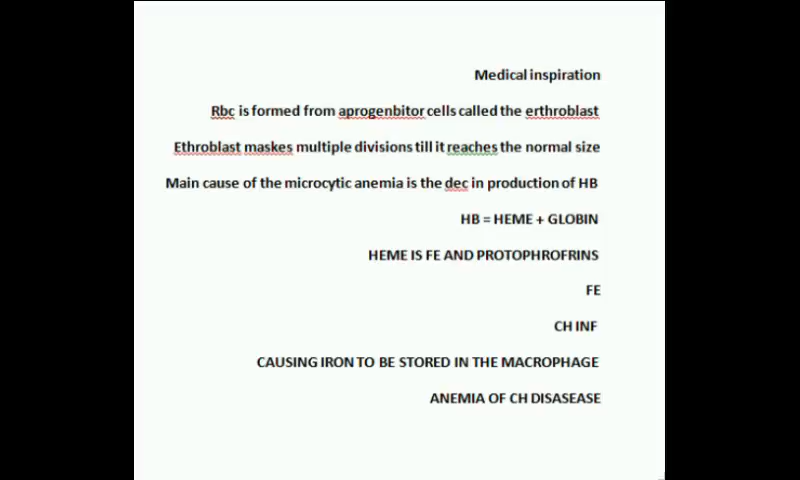 Medical inspiration
Rbc is formed from aprogenbitor cells called the erthroblast
Ethroblast maskes multiple divisions till it reaches the normal size
Main cause of the microcytic anemia is the dec in production of HB
HB = HEME + GLOBIN
HEME IS FE AND PROTOPHROFRINS
FE
CH INF
CAUSING IRON TO BE STORED IN THE MACROPHAGE
ANEMIA OF CH DISASEASE